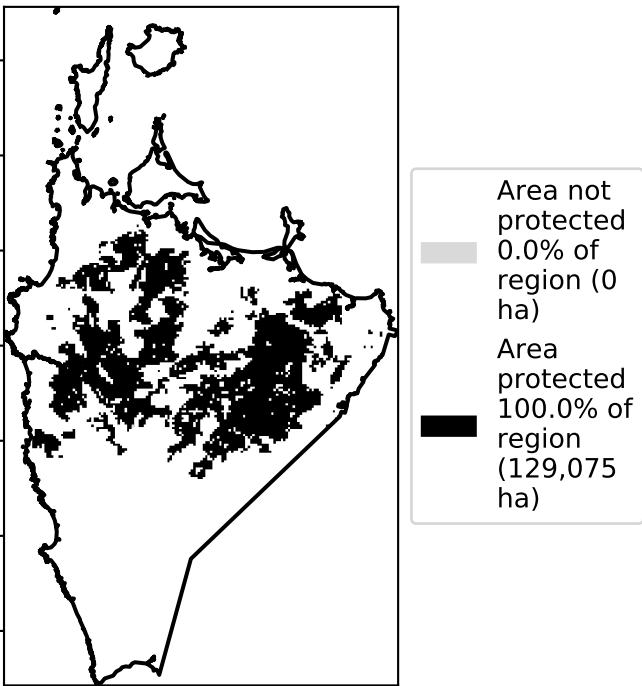 Area not
protected
0.0% of
region (0
ha)
Area
protected
100.0% of
region
(129,075
ha)